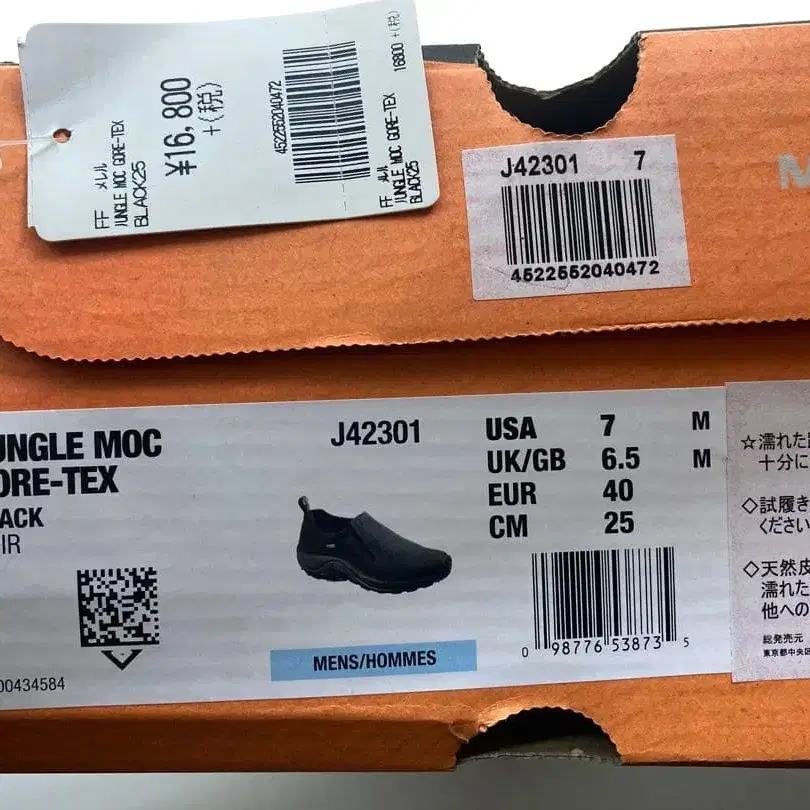 FF メレル
JUNGLE MOC GORE-TEX
BLACK25
¥16,800
+(税)
4522552040472
FF メレル 16800 +(税)
JUNGLE MOC GORE-TEX
BLACK25
J42301 7
4522552040472
M
UNGLE MOC
ORE-TEX
ACK
IR
00434584
J42301
MENS/HOMMES
USA 7 M
UK/GB 6.5 M
EUR 40
CM 25
0 98776 53873 5
☆濡れた
十分に
◇試履き
ください
◇天然皮
濡れた
他への
総発売元
東京都中央区